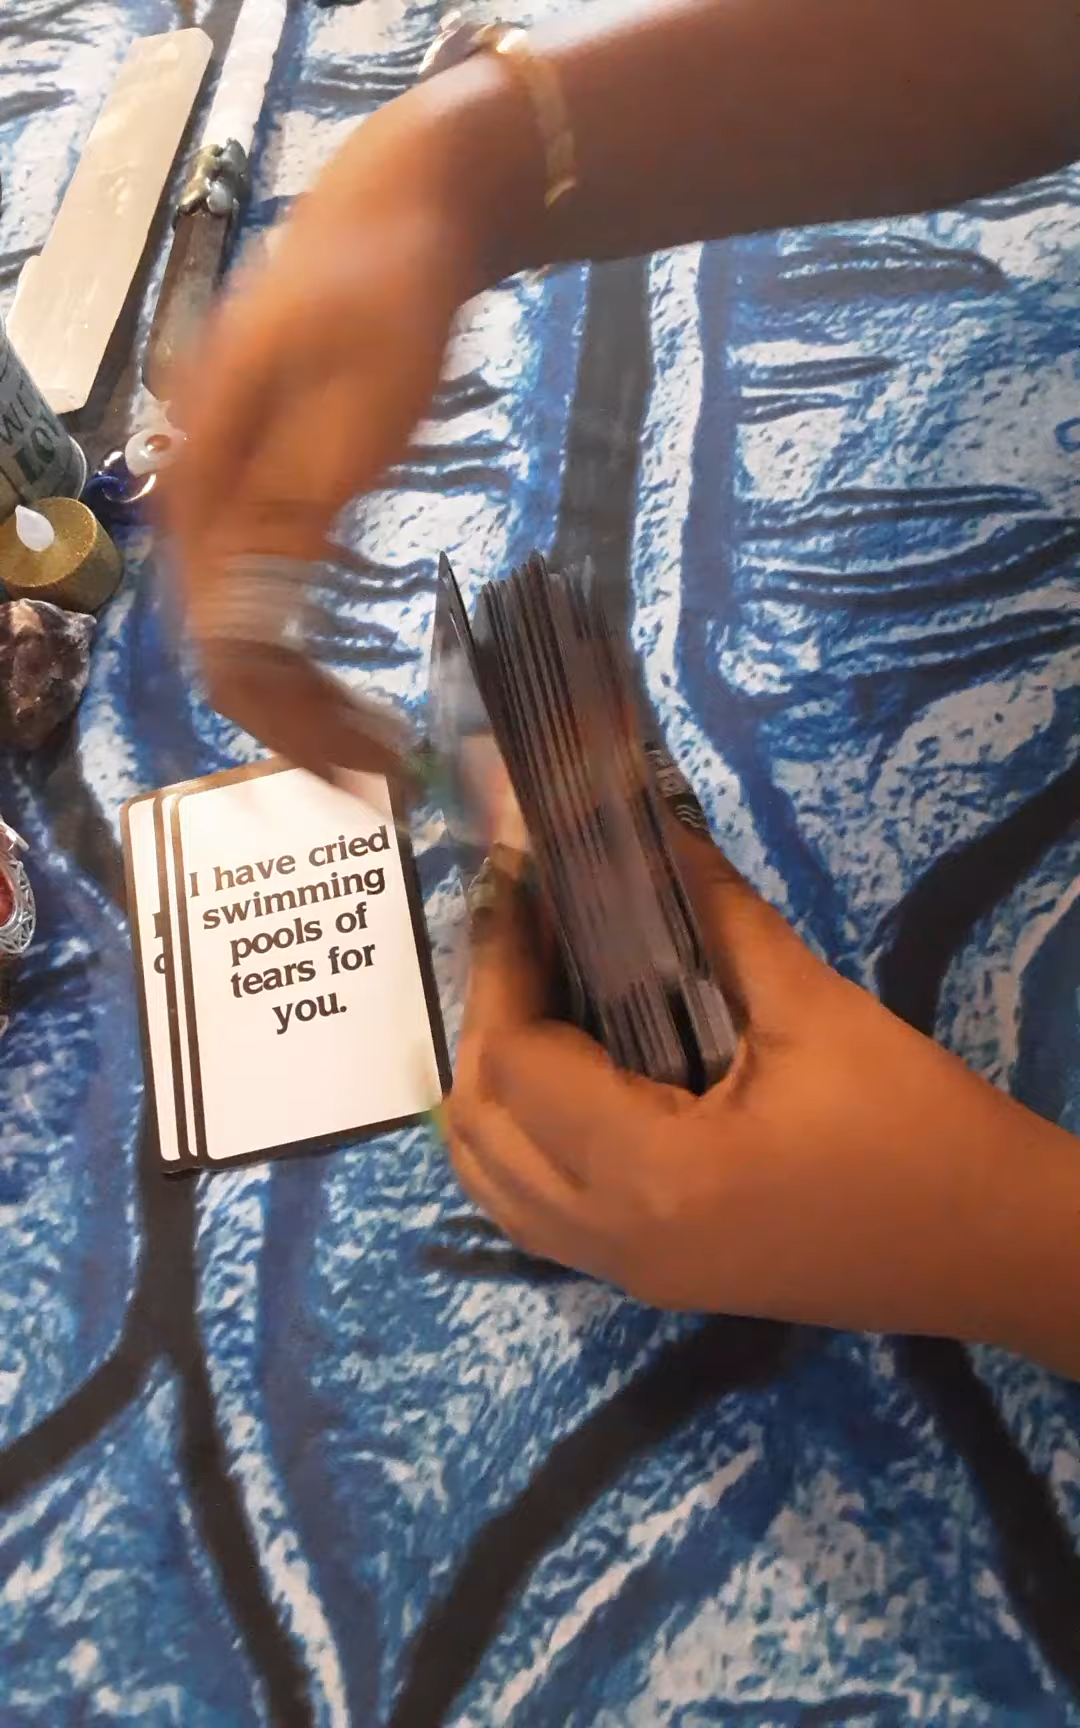 I have cried
swimming
pools of
tears for
you.